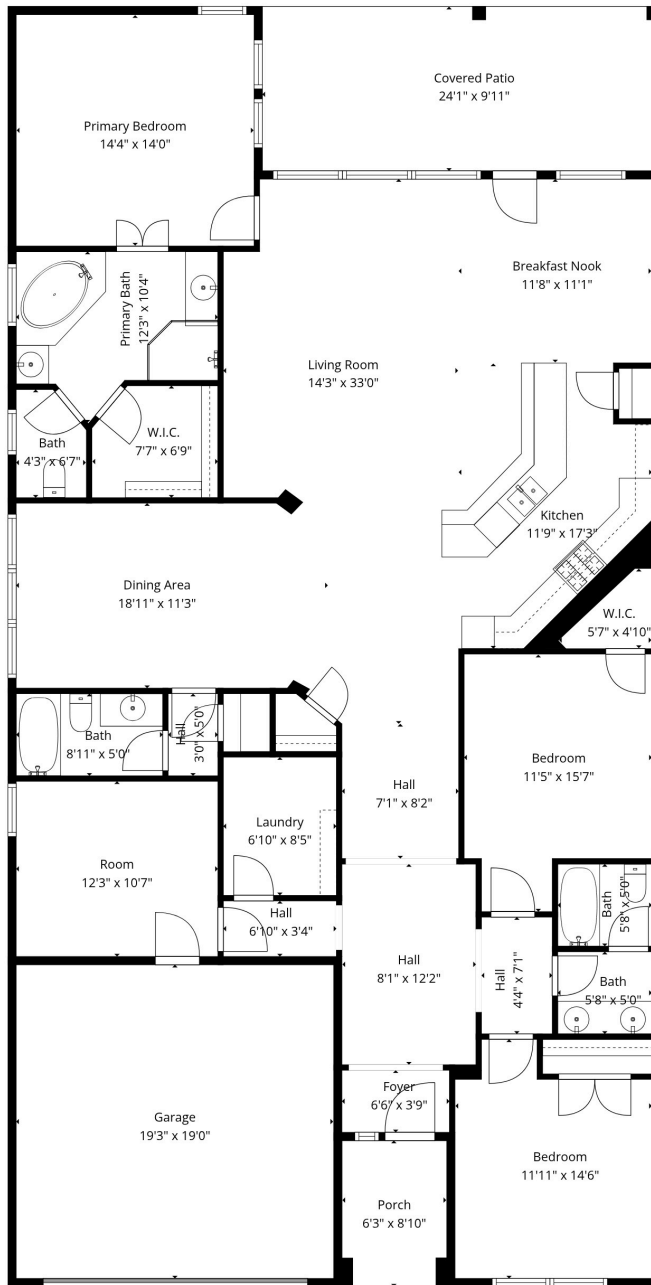 Covered Patio
24'1" x 9'11"
Primary Bedroom
14'4" x 14'0"
Breakfast Nook
11'8" x 11'1"
Primary Bath
12'3" x 10'4"
Living Room
14'3" x 33'0"
Bath
4'3" x 6'7"
W.I.C.
7'7" x 6'9"
Kitchen
11'9" x 17'3"
Dining Area
18'11" x 11'3"
W.I.C.
5'7" x 4'10"
Bath
8'11" x 5'0"
Hall
3'0" x 5'0"
Bedroom
11'5" x 15'7"
Hall
7'1" x 8'2"
Laundry
6'10" x 8'5"
Room
12'3" x 10'7"
Bath
5'8" x 5'0"
Hall
6'10" x 3'4"
Hall
8'1" x 12'2"
Hall
4'4" x 7'1"
Bath
5'8" x 5'0"
Foyer
6'6" x 3'9"
Garage
19'3" x 19'0"
Bedroom
11'11" x 14'6"
Porch
6'3" x 8'10"